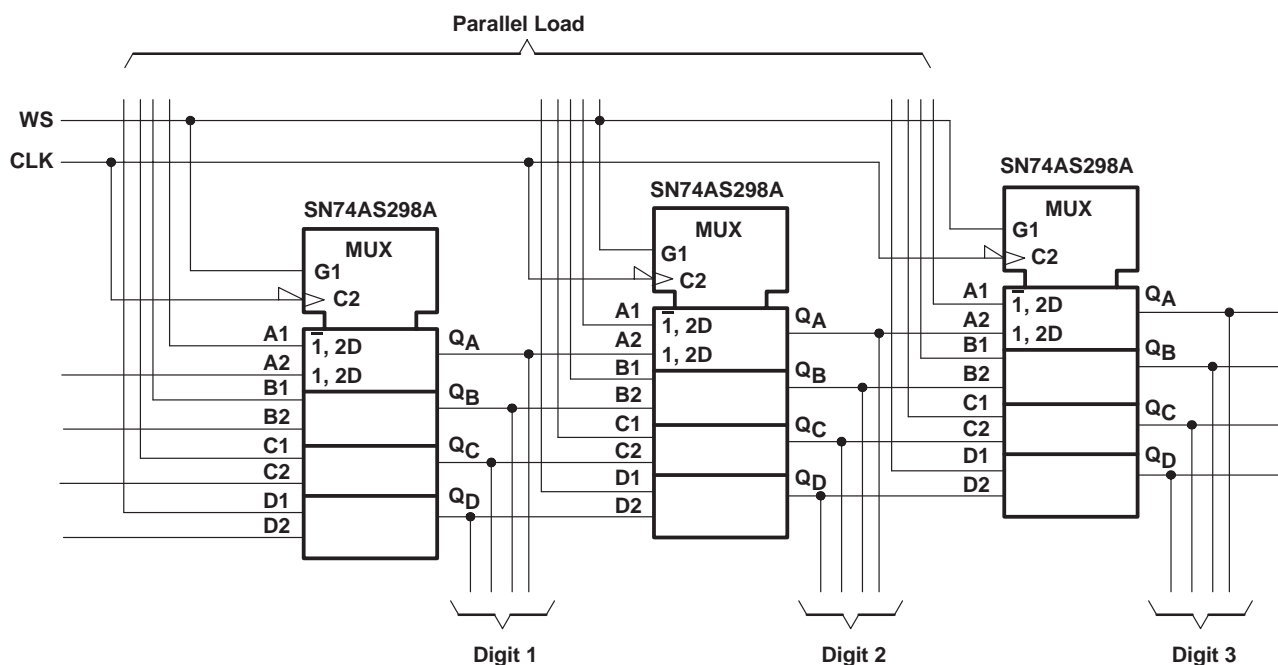 Parallel Load
WS
CLK
SN74AS298A
MUX
G1
C2
A1
A2
B1
B2
C1
C2
D1
D2
1, 2D
1, 2D
QA
QB
QC
QD
Digit 1
SN74AS298A
MUX
G1
C2
A1
A2
B1
B2
C1
C2
D1
D2
1, 2D
1, 2D
QA
QB
QC
QD
Digit 2
SN74AS298A
MUX
G1
C2
A1
A2
B1
B2
C1
C2
D1
D2
1, 2D
1, 2D
QA
QB
QC
QD
Digit 3